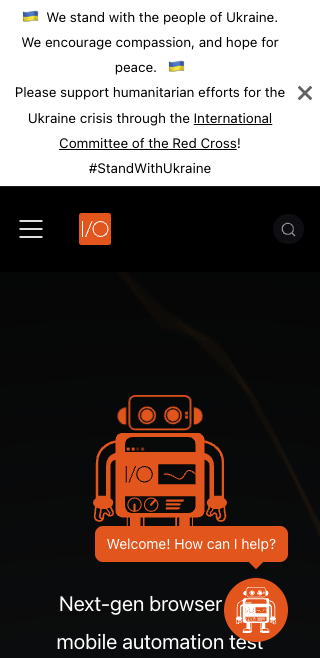 🇺🇦 We stand with the people of Ukraine.
We encourage compassion, and hope for
peace. 🇺🇦
Please support humanitarian efforts for the
Ukraine crisis through the International
Committee of the Red Cross!
#StandWithUkraine
I/O
I/O
Welcome! How can I help?
Next-gen browser
mobile automation test